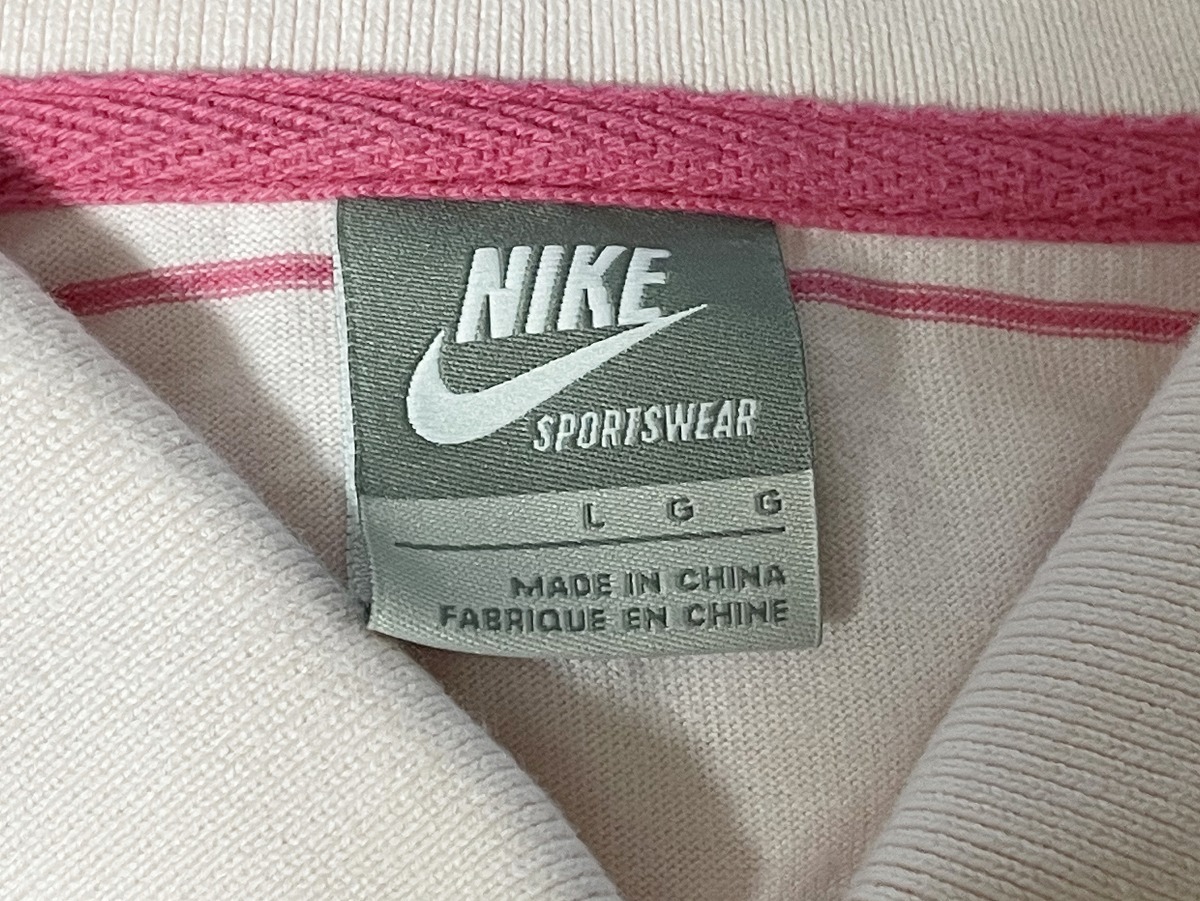 NIKE
SPORTSWEAR
L G G
MADE IN CHINA
FABRIQUE EN CHINE